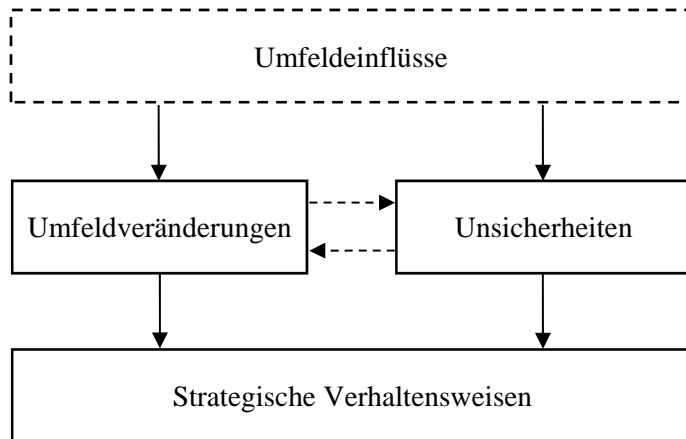 Umfeldeinflüsse
Umfeldveränderungen
Unsicherheiten
Strategische Verhaltensweisen